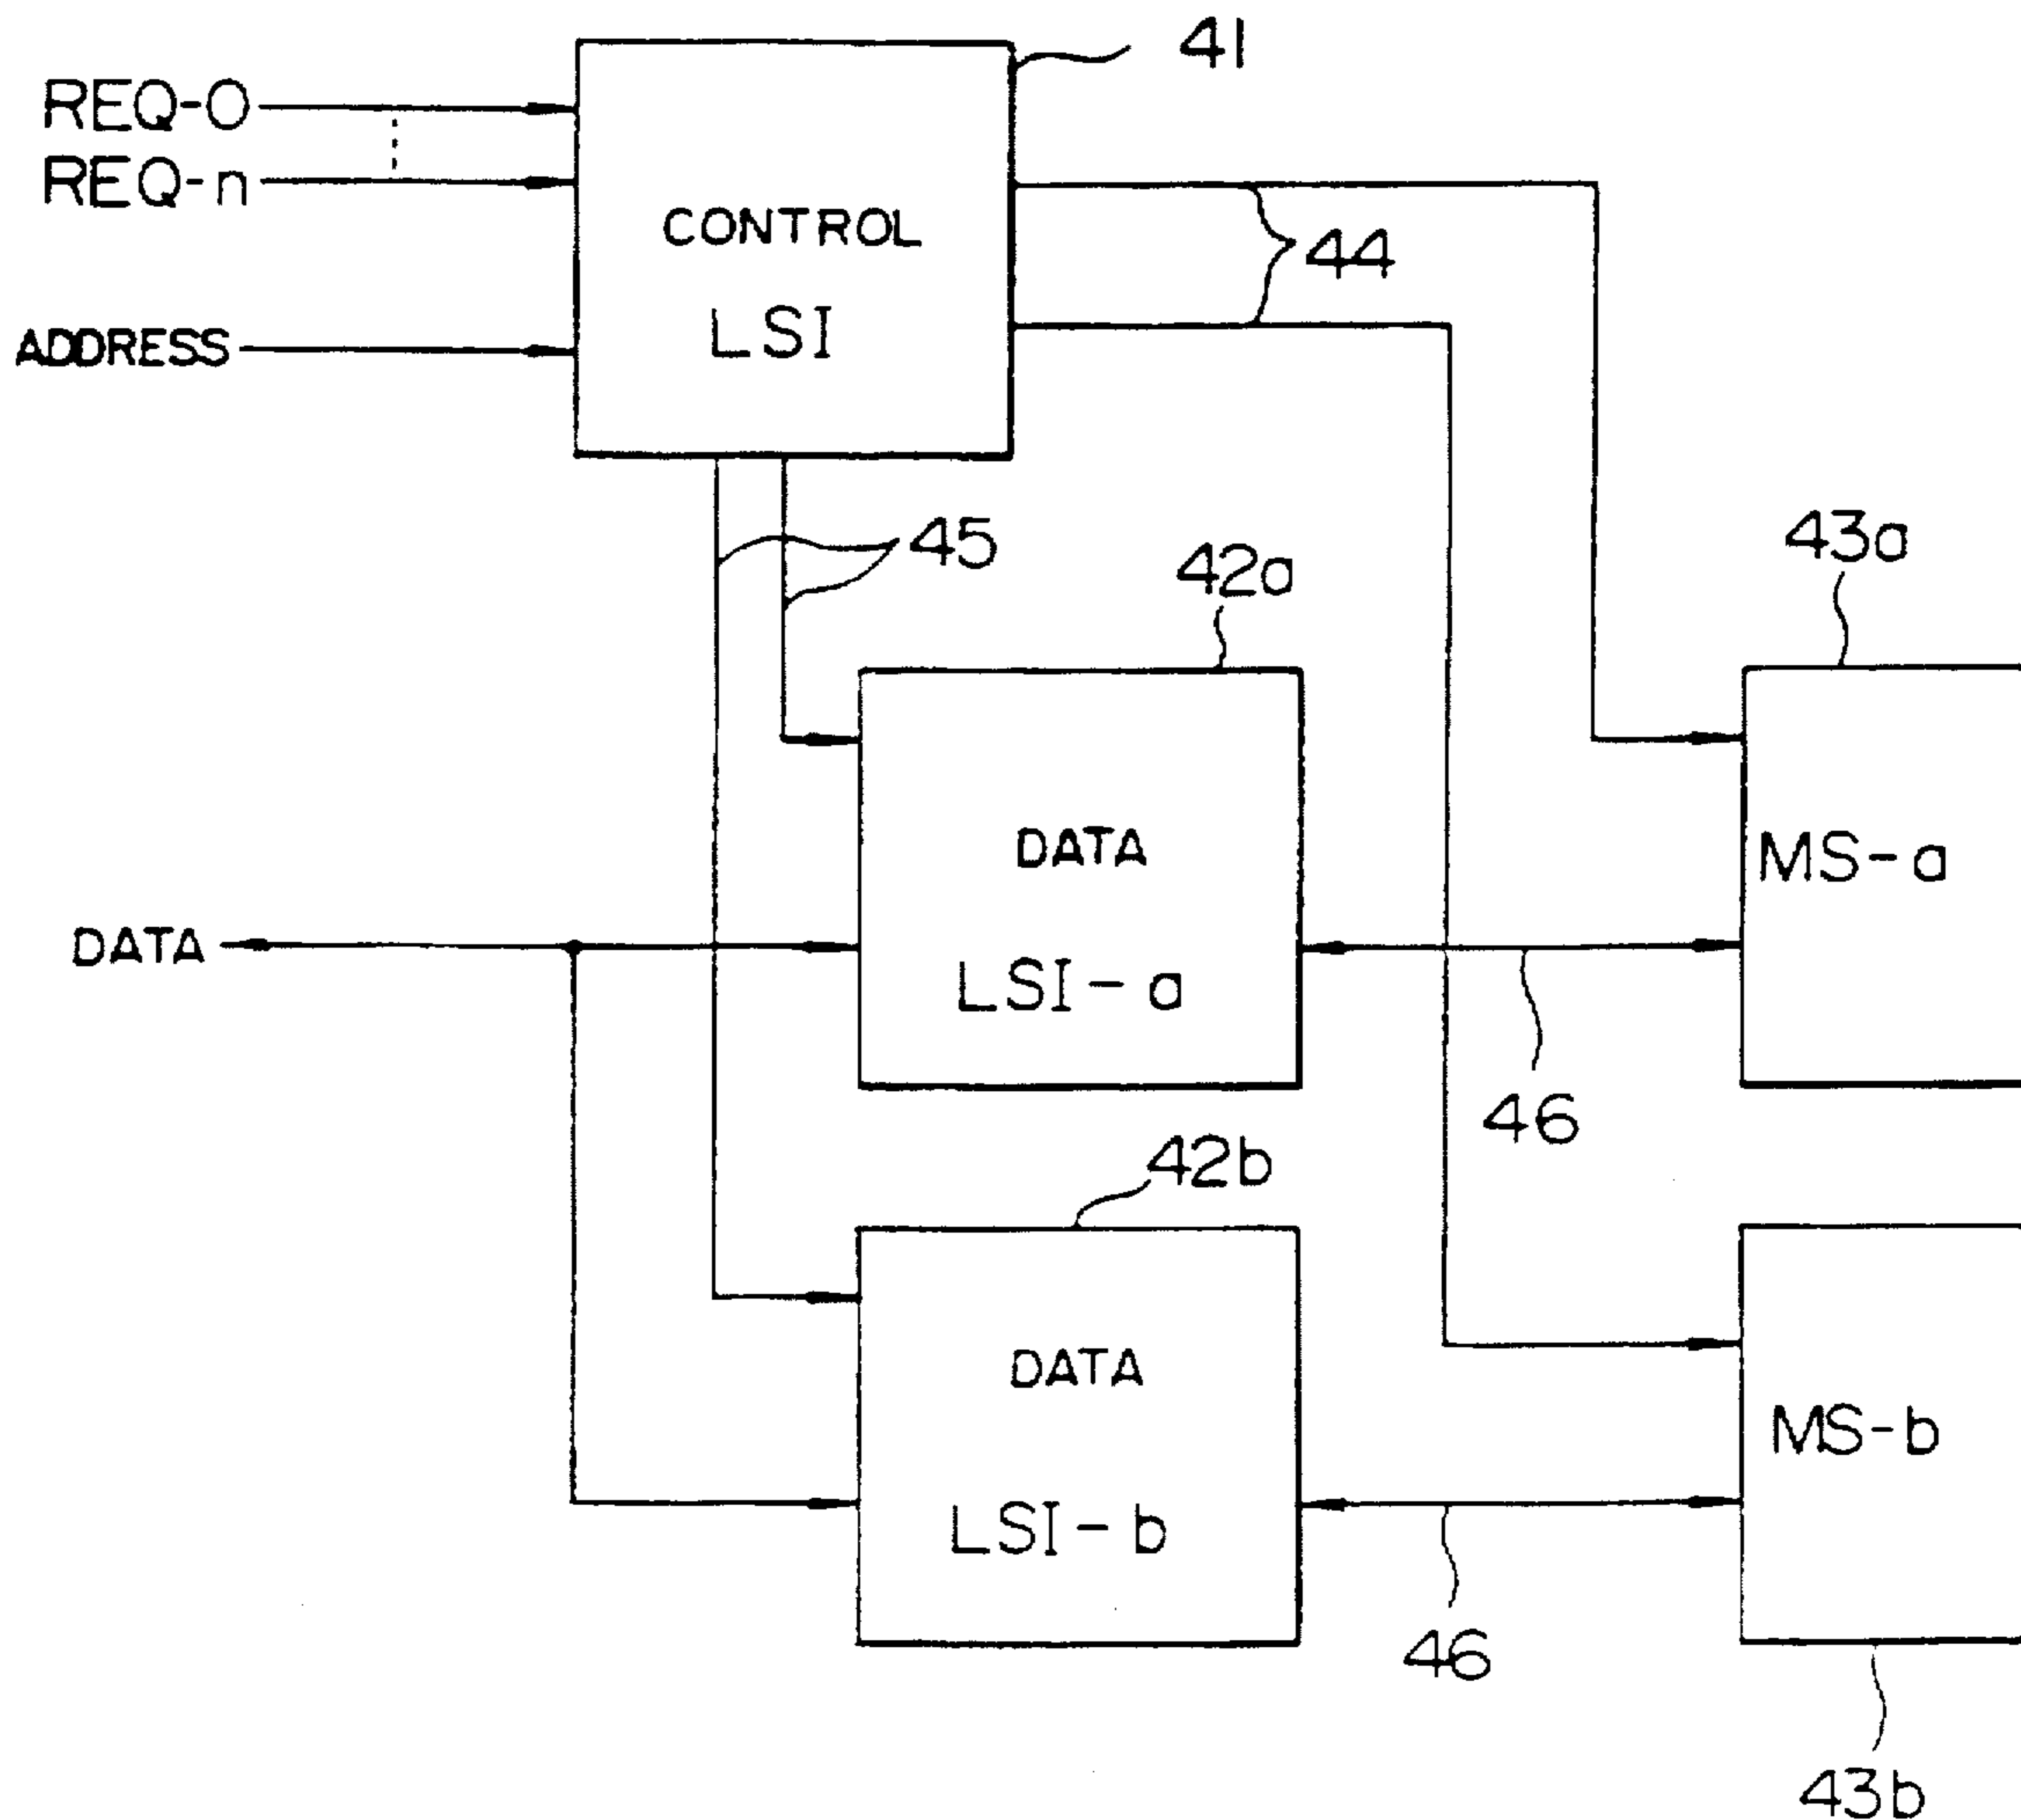 41
REQ-0
REQ-n
CONTROL
LSI
44
ADDRESS
45
42a
43a
DATA
LSI-a
MS-a
DATA
46
42b
DATA
LSI-b
MS-b
46
43b